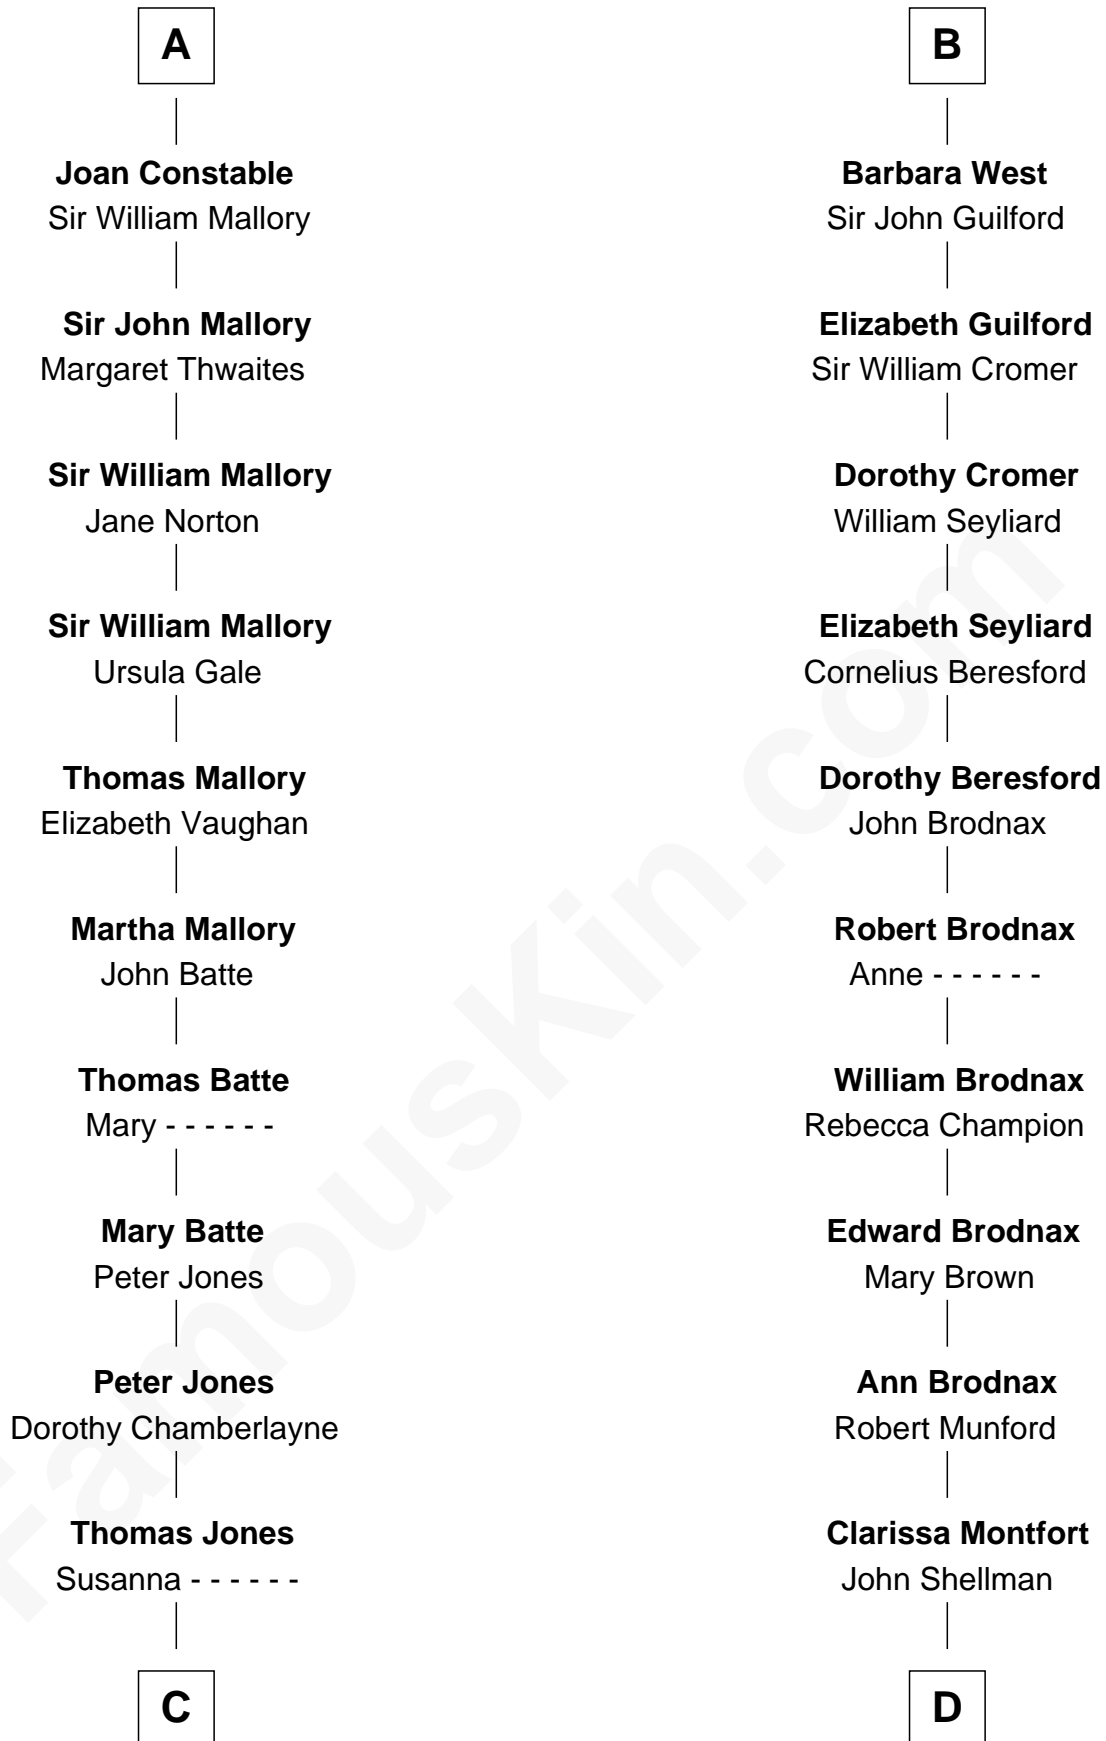 A
Joan Constable
Sir William Mallory
Sir John Mallory
Margaret Thwaites
Sir William Mallory
Jane Norton
Sir William Mallory
Ursula Gale
Thomas Mallory
Elizabeth Vaughan
Martha Mallory
John Batte
Thomas Batte
Mary - - - - - -
Mary Batte
Peter Jones
Peter Jones
Dorothy Chamberlayne
Thomas Jones
Susanna - - - - - -
C
B
Barbara West
Sir John Guilford
Elizabeth Guilford
Sir William Cromer
Dorothy Cromer
William Seyliard
Elizabeth Seyliard
Cornelius Beresford
Dorothy Beresford
John Brodnax
Robert Brodnax
Anne - - - - - -
William Brodnax
Rebecca Champion
Edward Brodnax
Mary Brown
Ann Brodnax
Robert Munford
Clarissa Montfort
John Shellman
D
FamousKin.com